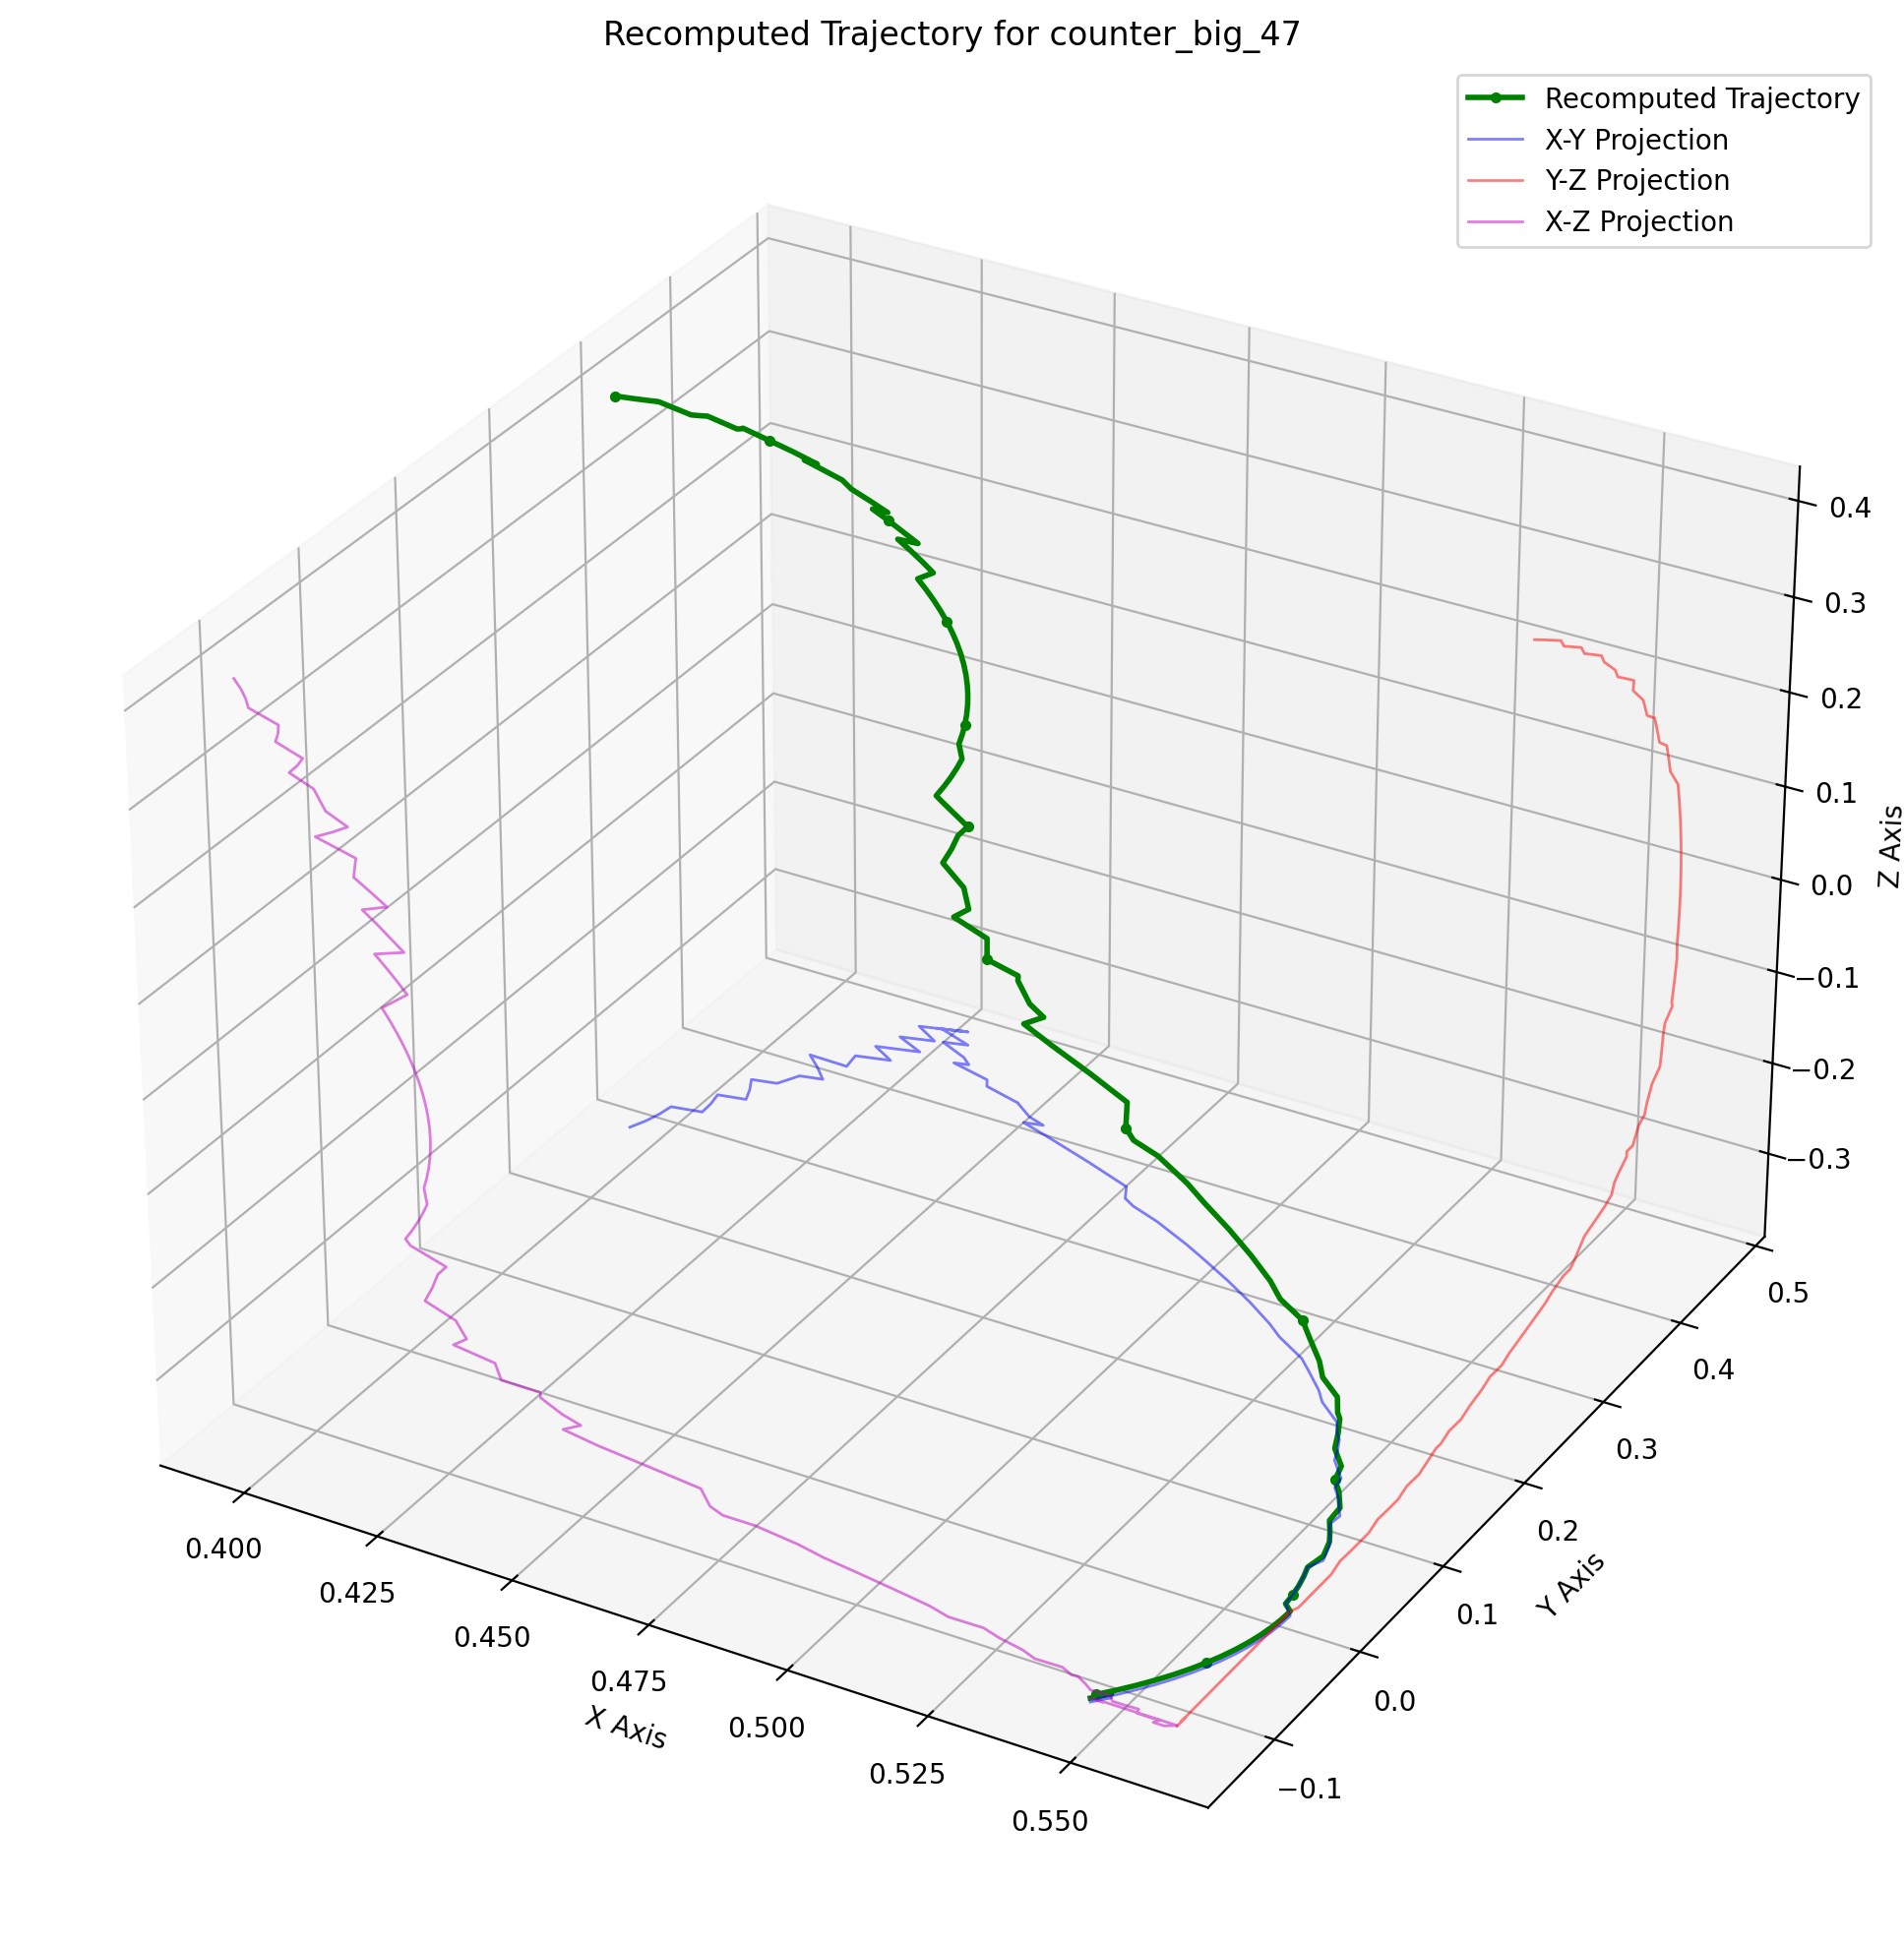 Recomputed Trajectory for counter_big_47
Recomputed Trajectory
X-Y Projection
Y-Z Projection
X-Z Projection
0.4
0.3
0.2
0.1
0.0
−0.1
−0.2
−0.3
Z Axis
0.5
0.4
0.3
0.2
0.1
0.0
−0.1
Y Axis
0.400
0.425
0.450
0.475
0.500
0.525
0.550
X Axis